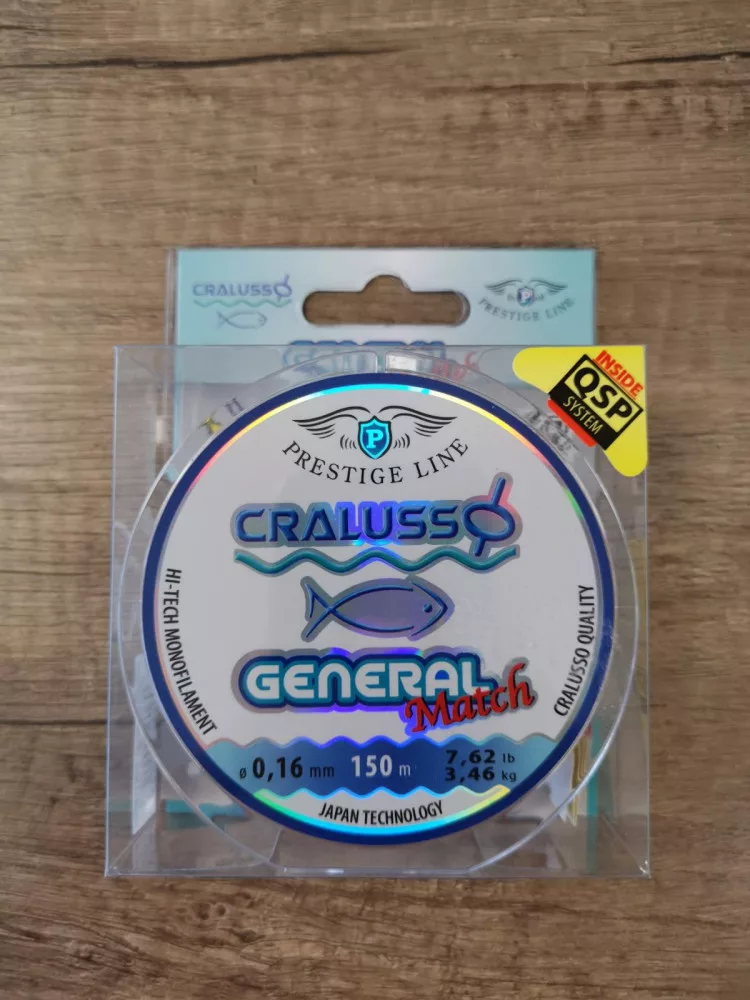 CRALUSSO
PRESTIGE LINE
GENERAL
INSIDE
QSP
SYSTEM
P
PRESTIGE LINE
CRALUSSO
HI-TECH MONOFILAMENT
CRALUSSO QUALITY
GENERAL
Match
ø 0,16 mm 150 m 7,62 lb
3,46 kg
JAPAN TECHNOLOGY